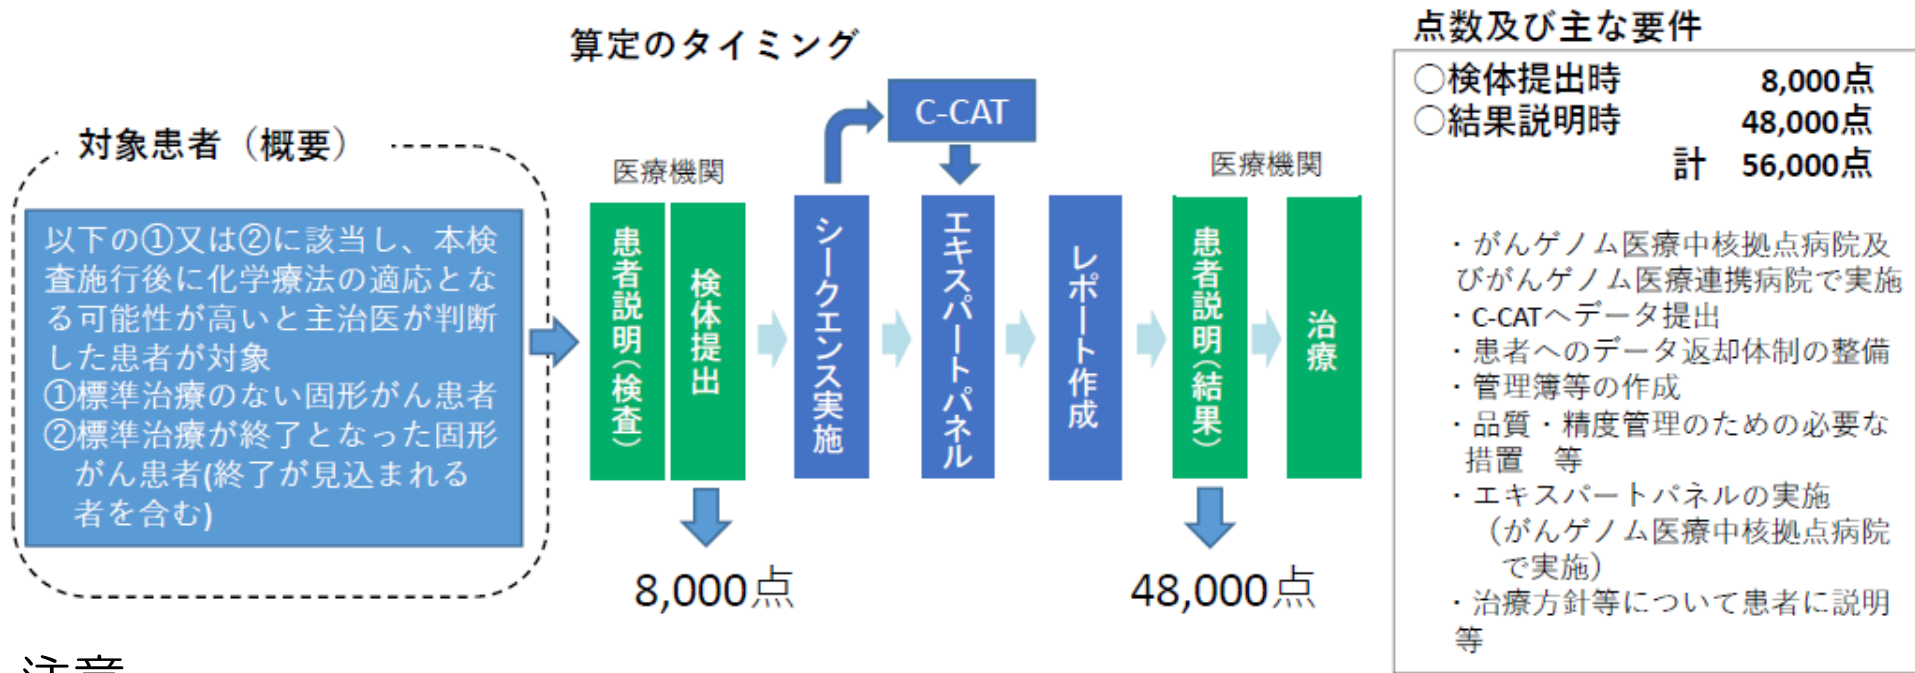 算定のタイミング
対象患者（概要）
以下の①又は②に該当し、本検
査施行後に化学療法の適応とな
る可能性が高いと主治医が判断
した患者が対象
①標準治療のない固形がん患者
②標準治療が終了となった固形
がん患者(終了が見込まれる
者を含む)
医療機関
患者説明(検査)
検体提出
8,000点
シークエンス実施
C-CAT
エキスパートパネル
レポート作成
医療機関
患者説明(結果)
治療
48,000点
点数及び主な要件
○検体提出時 8,000点
○結果説明時 48,000点
計 56,000点
・がんゲノム医療中核拠点病院及
びがんゲノム医療連携病院で実施
・C-CATへデータ提出
・患者へのデータ返却体制の整備
・管理簿等の作成
・品質・精度管理のための必要な
措置　等
・エキスパートパネルの実施
（がんゲノム医療中核拠点病院
で実施）
・治療方針等について患者に説明
等
注意